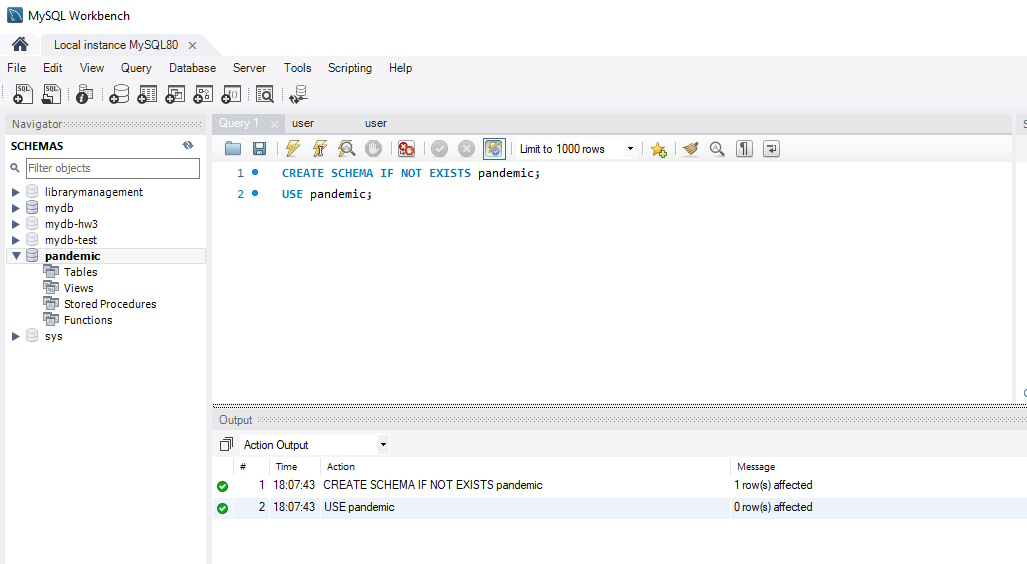 MySQL Workbench
Local instance MySQL80
File Edit View Query Database Server Tools Scripting Help
Navigator
SCHEMAS
Filter objects
librarymanagement
mydb
mydb-hw3
mydb-test
pandemic
Tables
Views
Stored Procedures
Functions
sys
Query 1 user user
Limit to 1000 rows
1 CREATE SCHEMA IF NOT EXISTS pandemic;
2 USE pandemic;
Output
Action Output
# Time Action Message
1 18:07:43 CREATE SCHEMA IF NOT EXISTS pandemic 1 row(s) affected
2 18:07:43 USE pandemic 0 row(s) affected